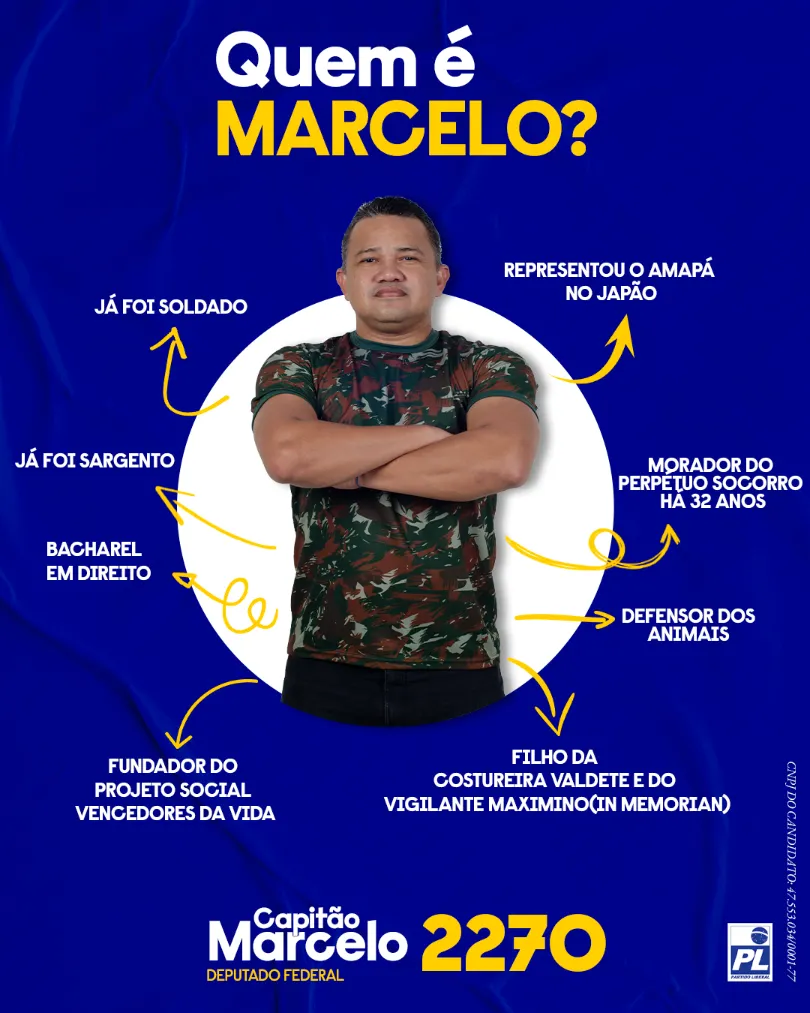 Quem é
MARCELO?
REPRESENTOU O AMAPÁ
NO JAPÃO
JÁ FOI SOLDADO
JÁ FOI SARGENTO
MORADOR DO
PERPÉTUO SOCORRO
HÁ 32 ANOS
BACHAREL
EM DIREITO
DEFENSOR DOS
ANIMAIS
FUNDADOR DO
PROJETO SOCIAL
VENCEDORES DA VIDA
FILHO DA
COSTUREIRA VALDETE E DO
VIGILANTE MAXIMINO(IN MEMORIAN)
CNPJ DO CANDIDATO: 47.553.034/0001-77
Capitão
Marcelo 2270
DEPUTADO FEDERAL
PL
PARTIDO LIBERAL